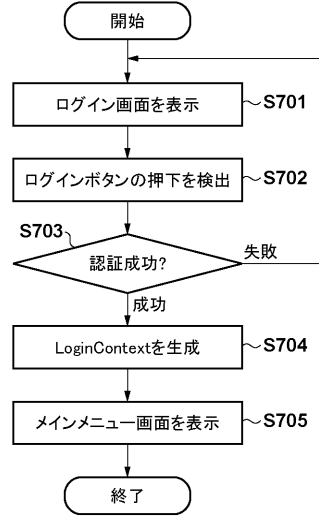 開始
ログイン画面を表示
S701
ログインボタンの押下を検出
S702
S703
認証成功?
失敗
成功
LoginContextを生成
S704
メインメニュー画面を表示
S705
終了